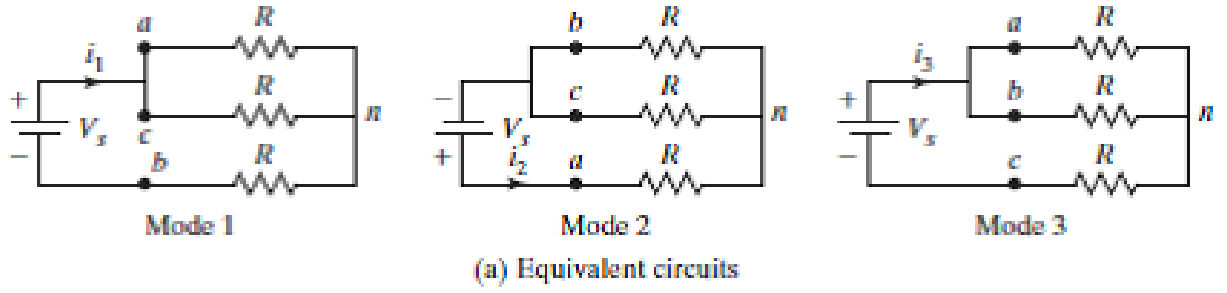 a R b R a R
i1 i3
+ c R n − c R n + b R n
Vs Vs Vs
− b R + i2 a R − c R
Mode 1 Mode 2 Mode 3
(a) Equivalent circuits